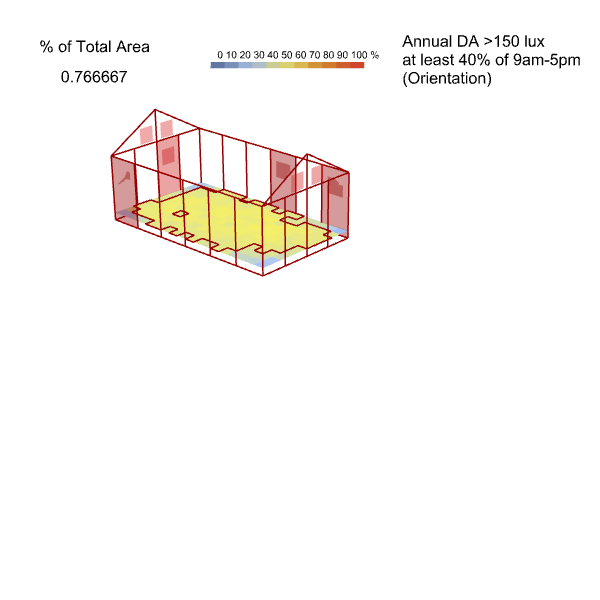 % of Total Area
0.766667
0 10 20 30 40 50 60 70 80 90 100 %
Annual DA >150 lux
at least 40% of 9am-5pm
(Orientation)